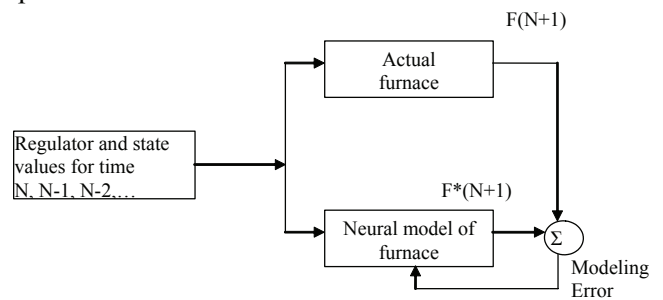 F(N+1)
Actual
furnace
Regulator and state
values for time
N, N-1, N-2,…
F*(N+1)
Neural model of
furnace
Σ
Modeling
Error